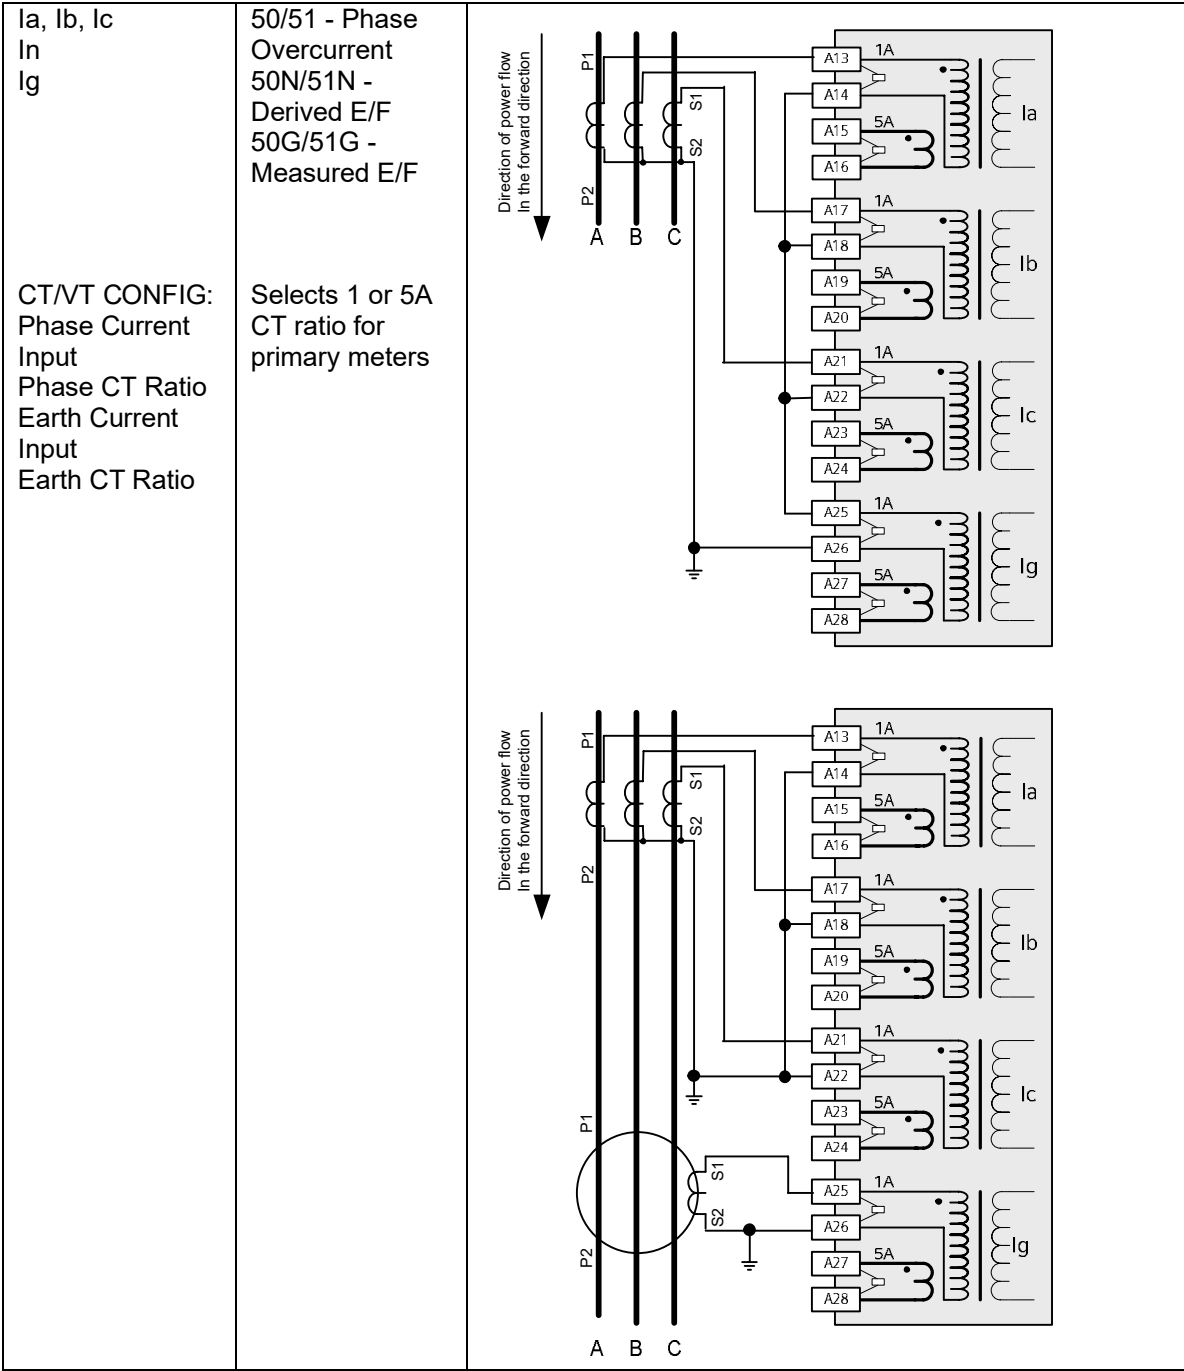 Ia, Ib, Ic
In
Ig
CT/VT CONFIG:
Phase Current
Input
Phase CT Ratio
Earth Current
Input
Earth CT Ratio
50/51 - Phase
Overcurrent
50N/51N -
Derived E/F
50G/51G -
Measured E/F
Selects 1 or 5A
CT ratio for
primary meters
Direction of power flow
In the forward direction
P1
P2
S1
S2
A B C
A13
1A
A14
A15
5A
A16
Ia
A17
1A
A18
A19
5A
A20
Ib
A21
1A
A22
A23
5A
A24
Ic
A25
1A
A26
A27
5A
A28
Ig
Direction of power flow
In the forward direction
P1
P2
S1
S2
P1
P2
S1
S2
A B C
A13
1A
A14
A15
5A
A16
Ia
A17
1A
A18
A19
5A
A20
Ib
A21
1A
A22
A23
5A
A24
Ic
A25
1A
A26
A27
5A
A28
Ig